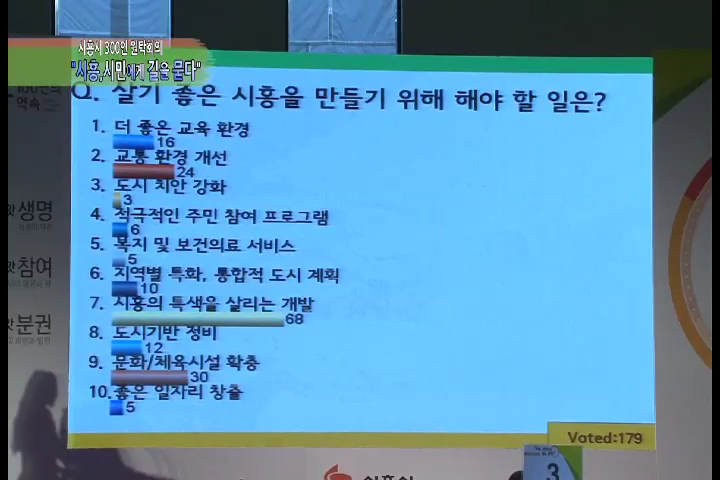 시흥시 300인 원탁회의
"시흥,시민에게 길을 묻다"
Q. 살기 좋은 시흥을 만들기 위해 해야 할 일은?
1. 더 좋은 교육 환경
16
2. 교통 환경 개선
24
3. 도시 치안 강화
3
4. 적극적인 주민 참여 프로그램
6
5. 복지 및 보건의료 서비스
5
6. 지역별 특화, 통합적 도시 계획
10
7. 시흥의 특색을 살리는 개발
68
8. 도시기반 정비
12
9. 문화/체육시설 확충
30
10. 좋은 일자리 창출
5
Voted:179
약속
생명
참여
분권
3